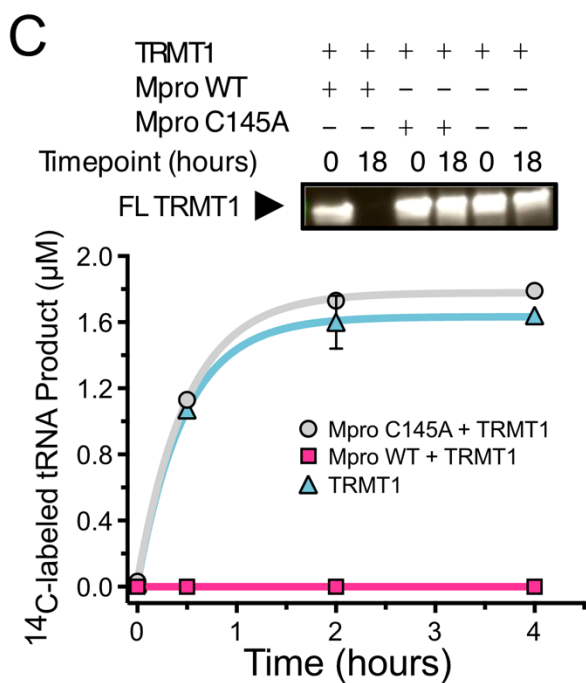 C
TRMT1 + + + + + +
Mpro WT + + − − − −
Mpro C145A − − + + − −
Timepoint (hours) 0 18 0 18 0 18
FL TRMT1
2.0
1.6
1.2
0.8
0.4
0.0
¹⁴C-labeled tRNA Product (µM)
Mpro C145A + TRMT1
Mpro WT + TRMT1
TRMT1
0 1 2 3 4
Time (hours)